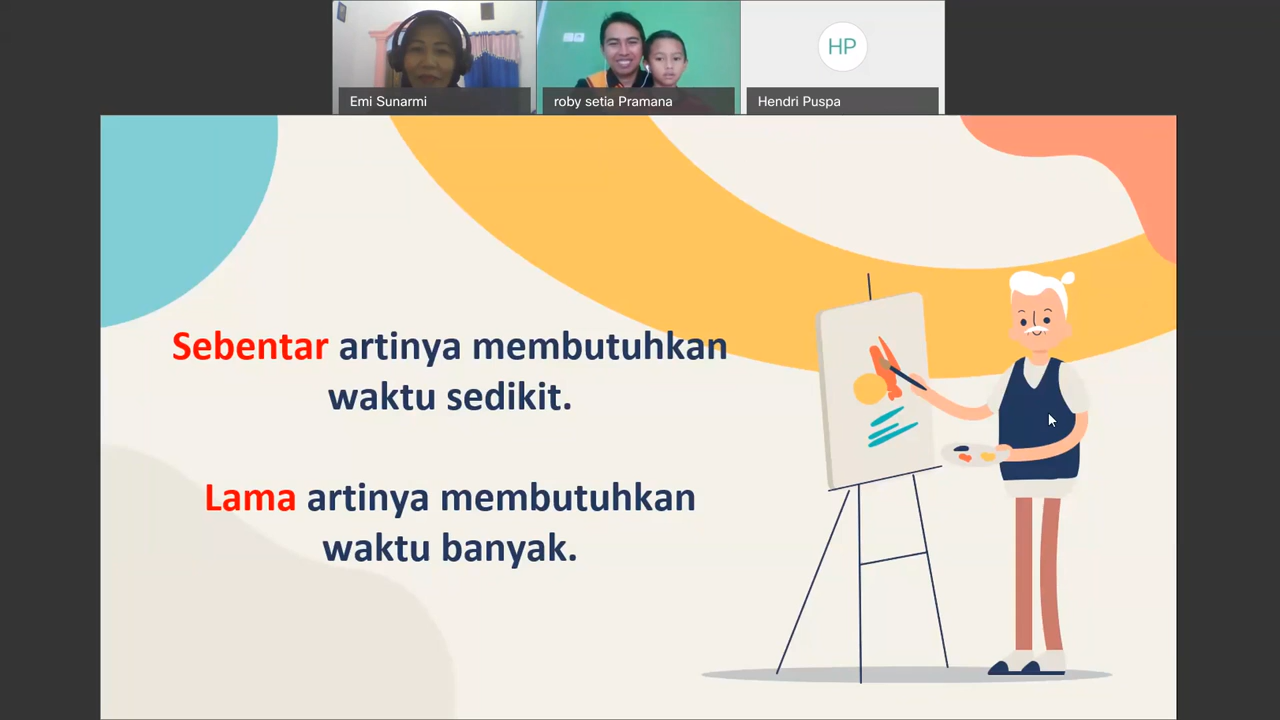 HP
Emi Sunarmi
roby setia Pramana
Hendri Puspa
Sebentar artinya membutuhkan
waktu sedikit.
Lama artinya membutuhkan
waktu banyak.